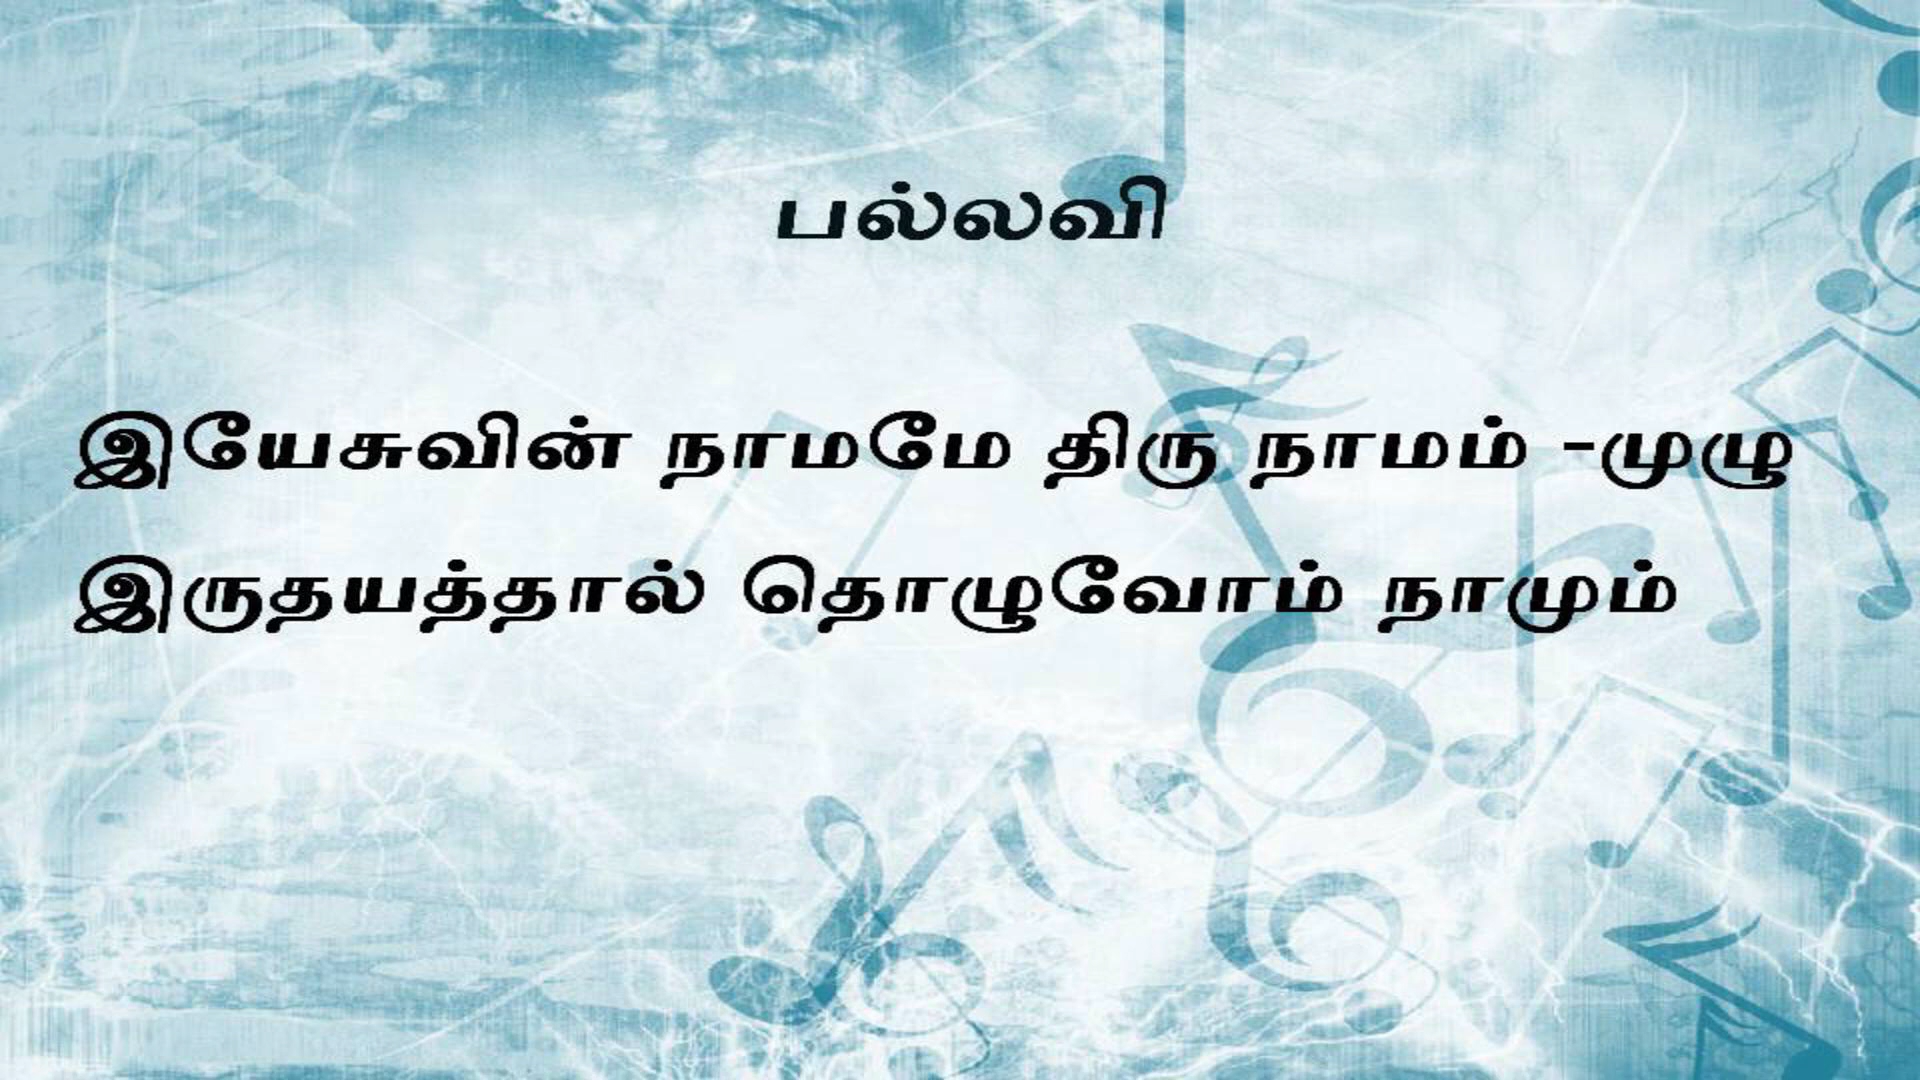 பல்லவி
இயேசுவின் நாமமே திரு நாமம் -முழு
இருதயத்தால் தொழுவோம் நாமும்